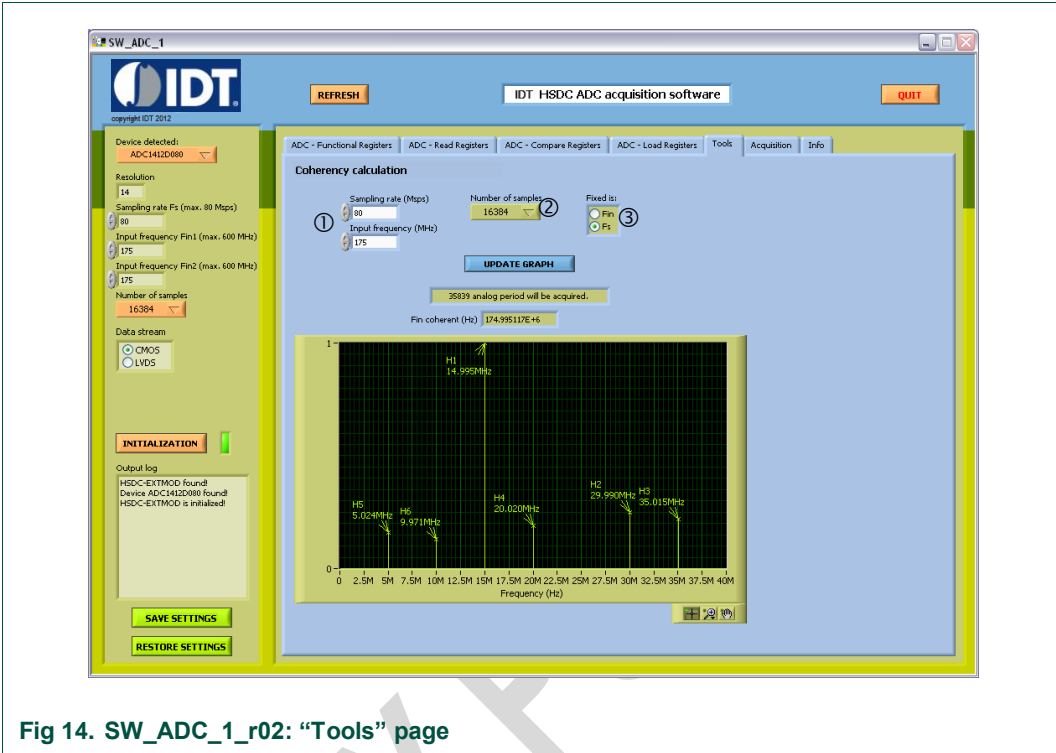 SW_ADC_1
IDT.
copyright IDT 2012
REFRESH
IDT HSDC ADC acquisition software
QUIT
Device detected:
ADC1412D080
Resolution
14
Sampling rate Fs (max. 80 Msps)
80
Input frequency Fin1 (max. 600 MHz)
175
Input frequency Fin2 (max. 600 MHz)
175
Number of samples
16384
Data stream
CMOS
LVDS
INITIALIZATION
Output log
HSDC-EXTMOD found!
Device ADC1412D080 found!
HSDC-EXTMOD is initialized!
SAVE SETTINGS
RESTORE SETTINGS
ADC - Functional Registers ADC - Read Registers ADC - Compare Registers ADC - Load Registers Tools Acquisition Info
Coherency calculation
Sampling rate (Msps) Number of samples Fixed is:
① 80 16384 ② Fin ③
Input frequency (MHz) Fs
175
UPDATE GRAPH
35839 analog period will be acquired.
Fin coherent (Hz) 174.995117E+6
1
H1
14.995MHz
H2
29.990MHz
H3
35.015MHz
H4
20.020MHz
H5
5.024MHz
H6
9.971MHz
0
0 2.5M 5M 7.5M 10M 12.5M 15M 17.5M 20M 22.5M 25M 27.5M 30M 32.5M 35M 37.5M 40M
Frequency (Hz)
Fig 14. SW_ADC_1_r02: “Tools” page